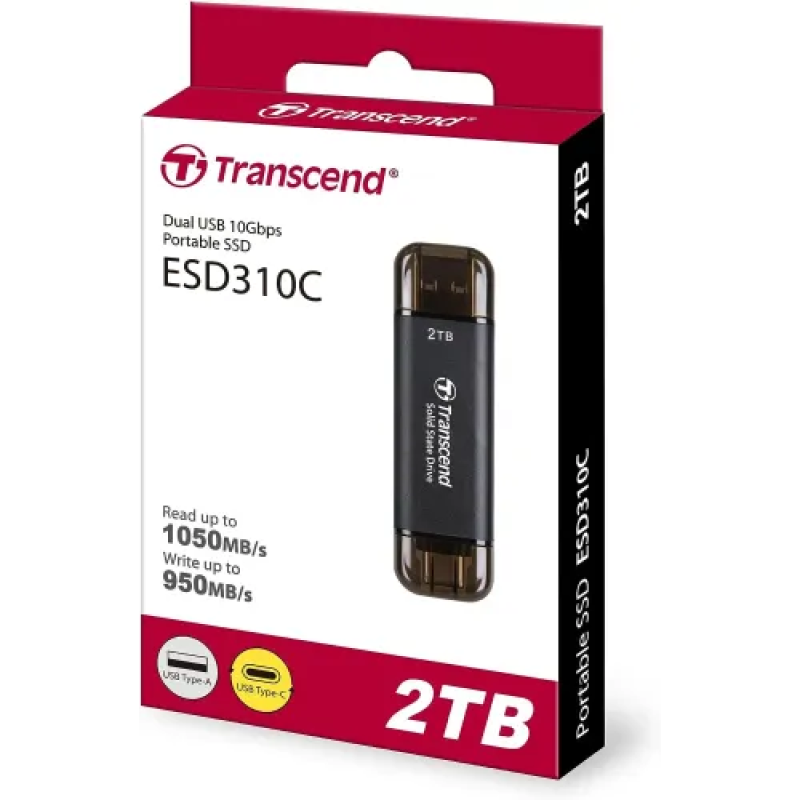 Transcend®
Transcend®
Dual USB 10Gbps
Portable SSD
ESD310C
2TB
Transcend
Solid State Drive
Read up to
1050MB/s
Write up to
950MB/s
USB Type-A
USB Type-C
2TB
2TB
Portable SSD ESD310C